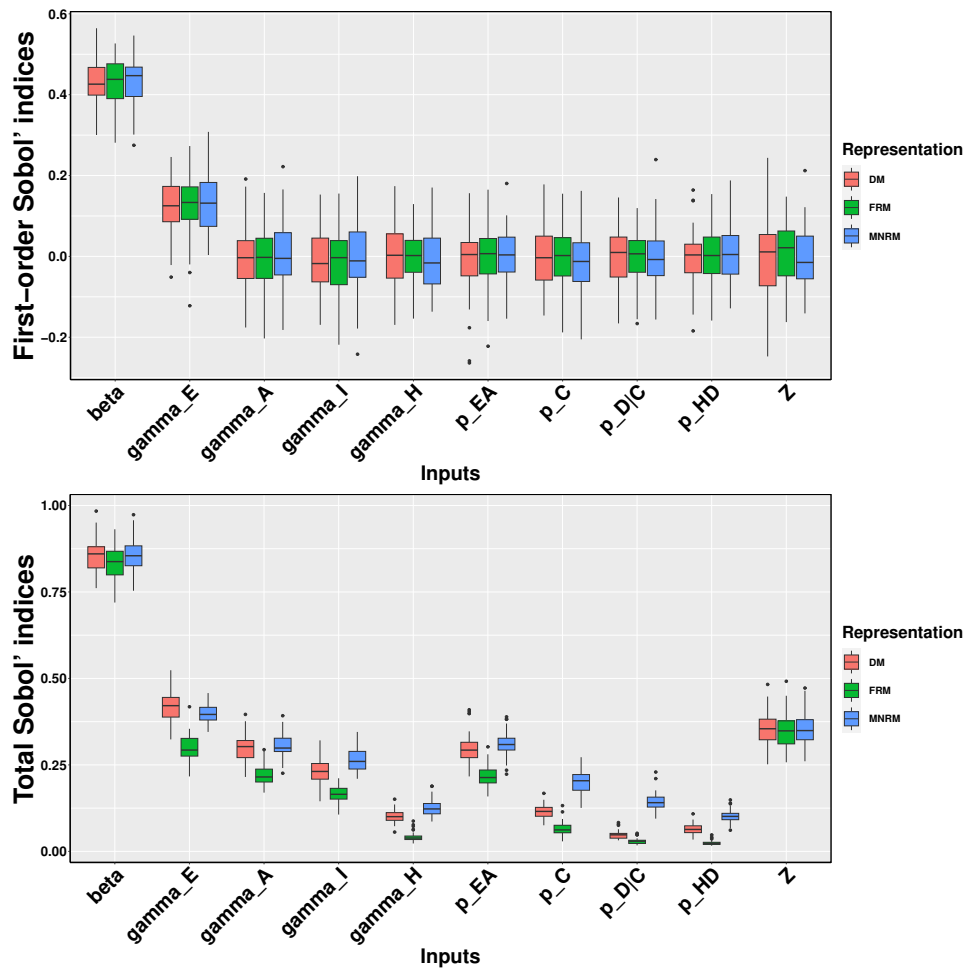 First−order Sobol' indices
0.6
0.4
0.2
0.0
−0.2
beta
gamma_E
gamma_A
gamma_I
gamma_H
p_EA
p_C
p_D|C
p_HD
Z
Inputs
Representation
DM
FRM
MNRM
Total Sobol' indices
1.00
0.75
0.50
0.25
0.00
beta
gamma_E
gamma_A
gamma_I
gamma_H
p_EA
p_C
p_D|C
p_HD
Z
Inputs
Representation
DM
FRM
MNRM